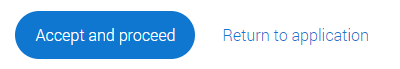 Accept and proceed Return to application